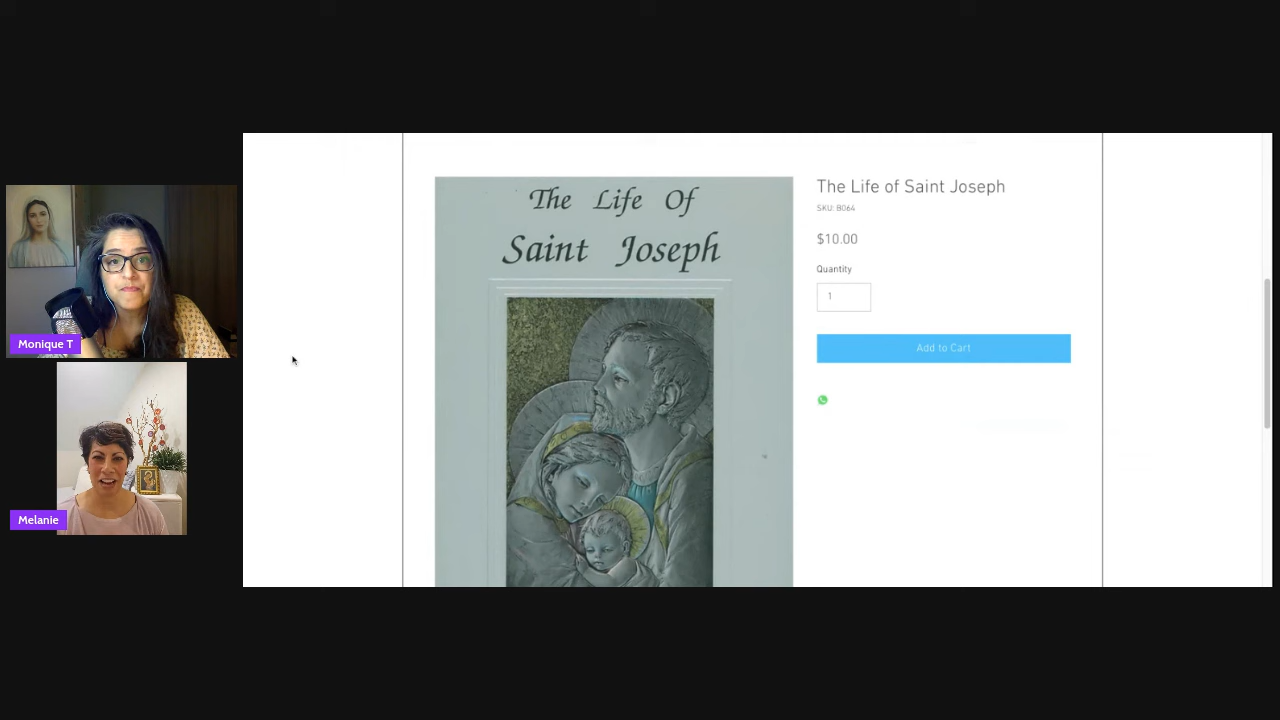 Monique T
Melanie
The Life Of
Saint Joseph
The Life of Saint Joseph
SKU: B064
$10.00
Quantity
1
Add to Cart